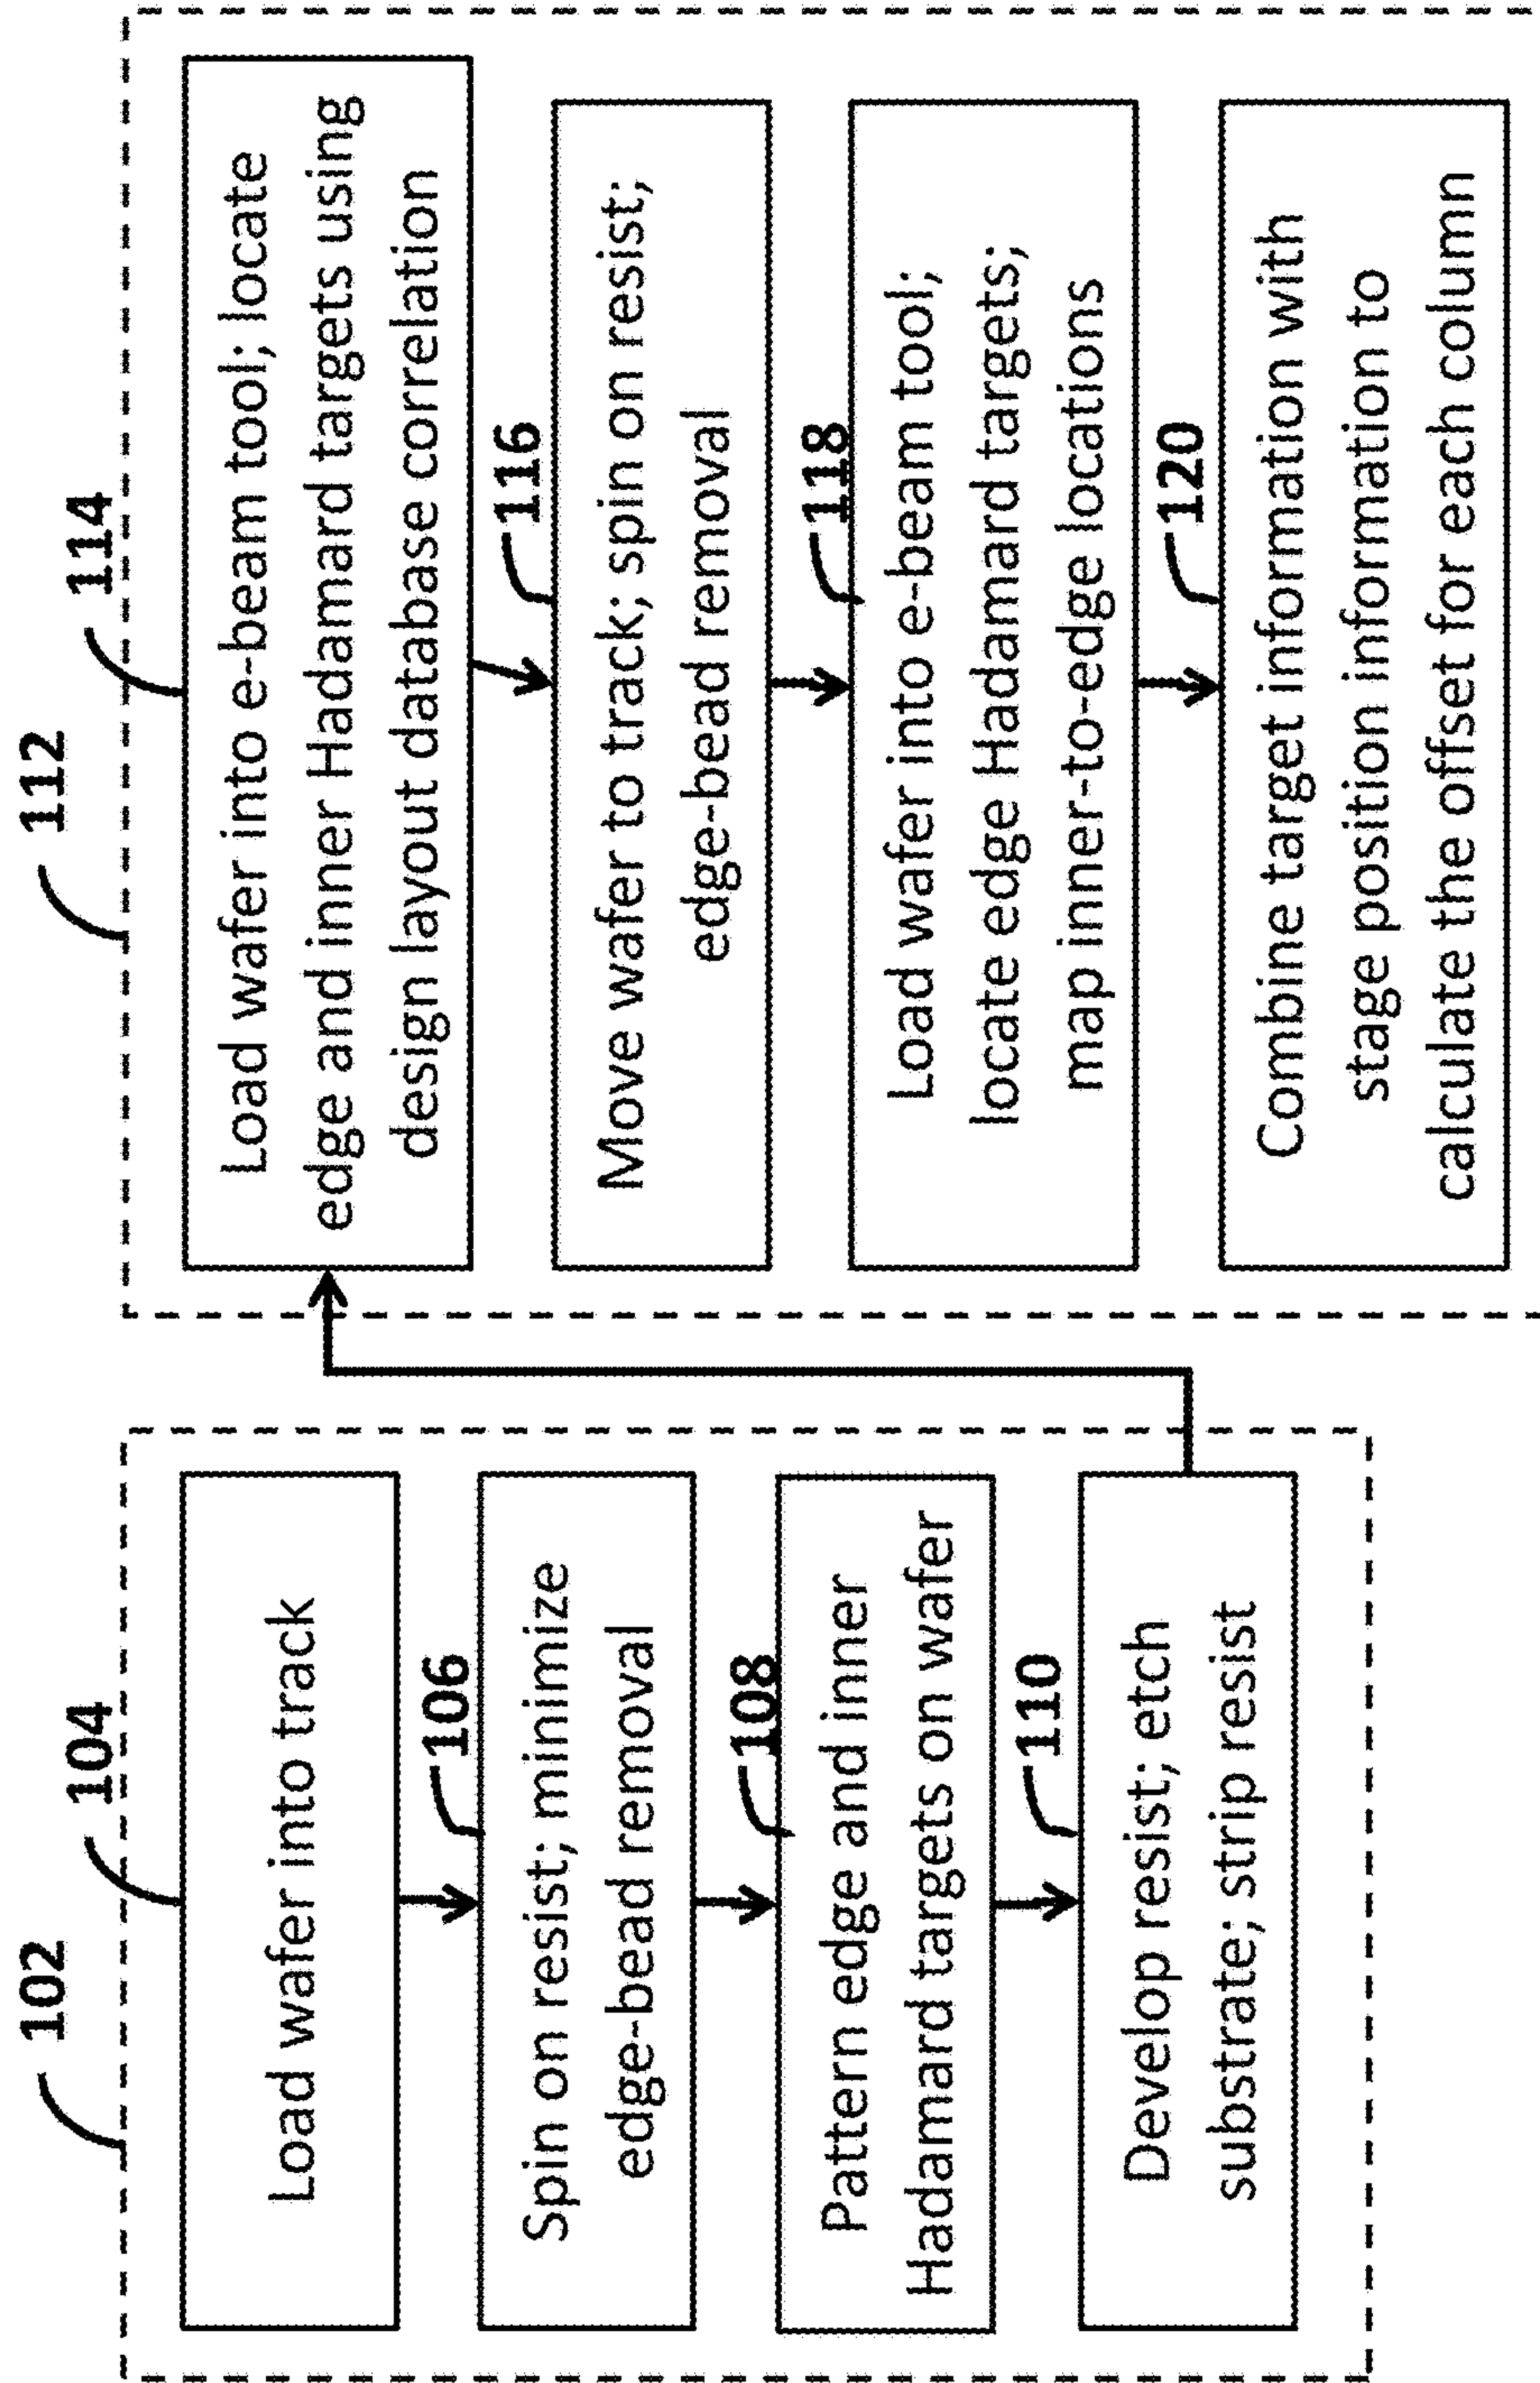 102
104
Load wafer into track
106
Spin on resist; minimize
edge-bead removal
108
Pattern edge and inner
Hadamard targets on wafer
110
Develop resist; etch
substrate; strip resist
112
114
Load wafer into e-beam tool; locate
edge and inner Hadamard targets using
design layout database correlation
116
Move wafer to track; spin on resist;
edge-bead removal
118
Load wafer into e-beam tool;
locate edge Hadamard targets;
map inner-to-edge locations
120
Combine target information with
stage position information to
calculate the offset for each column